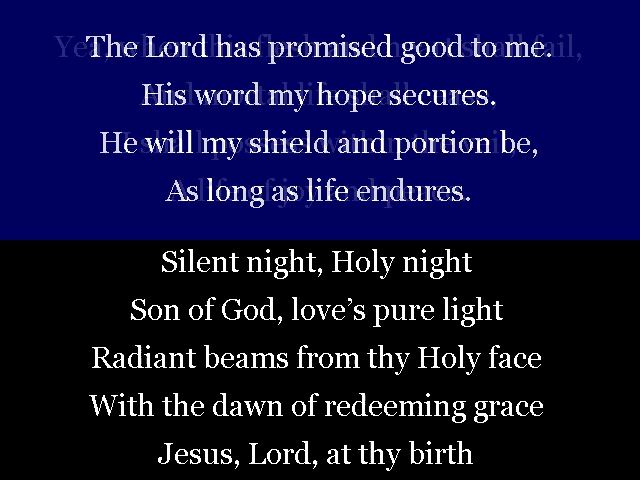 The Lord has promised good to me.
His word my hope secures.
He will my shield and portion be,
As long as life endures.
Silent night, Holy night
Son of God, love’s pure light
Radiant beams from thy Holy face
With the dawn of redeeming grace
Jesus, Lord, at thy birth